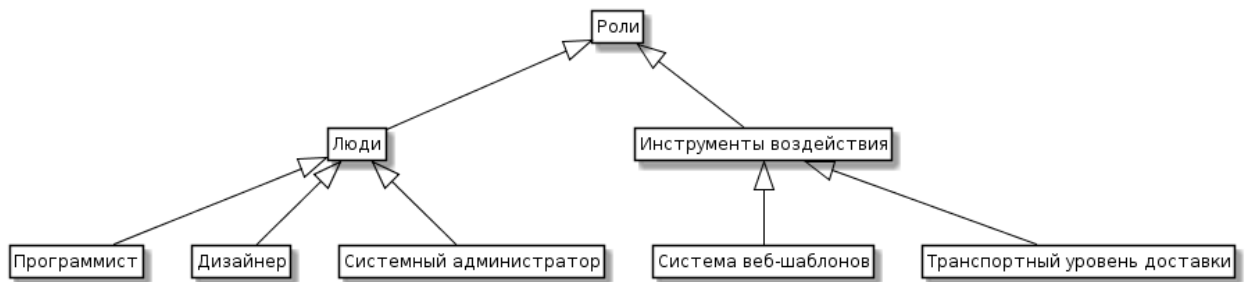 Роли
Люди
Инструменты воздействия
Программист
Дизайнер
Системный администратор
Система веб-шаблонов
Транспортный уровень доставки